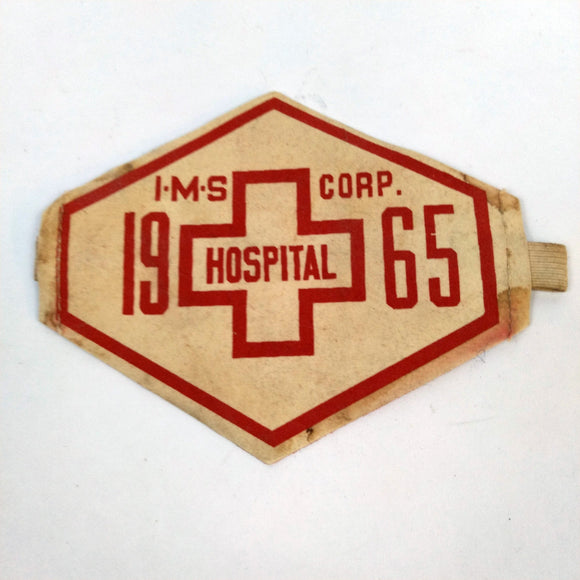 I·M·S CORP.
19 HOSPITAL 65